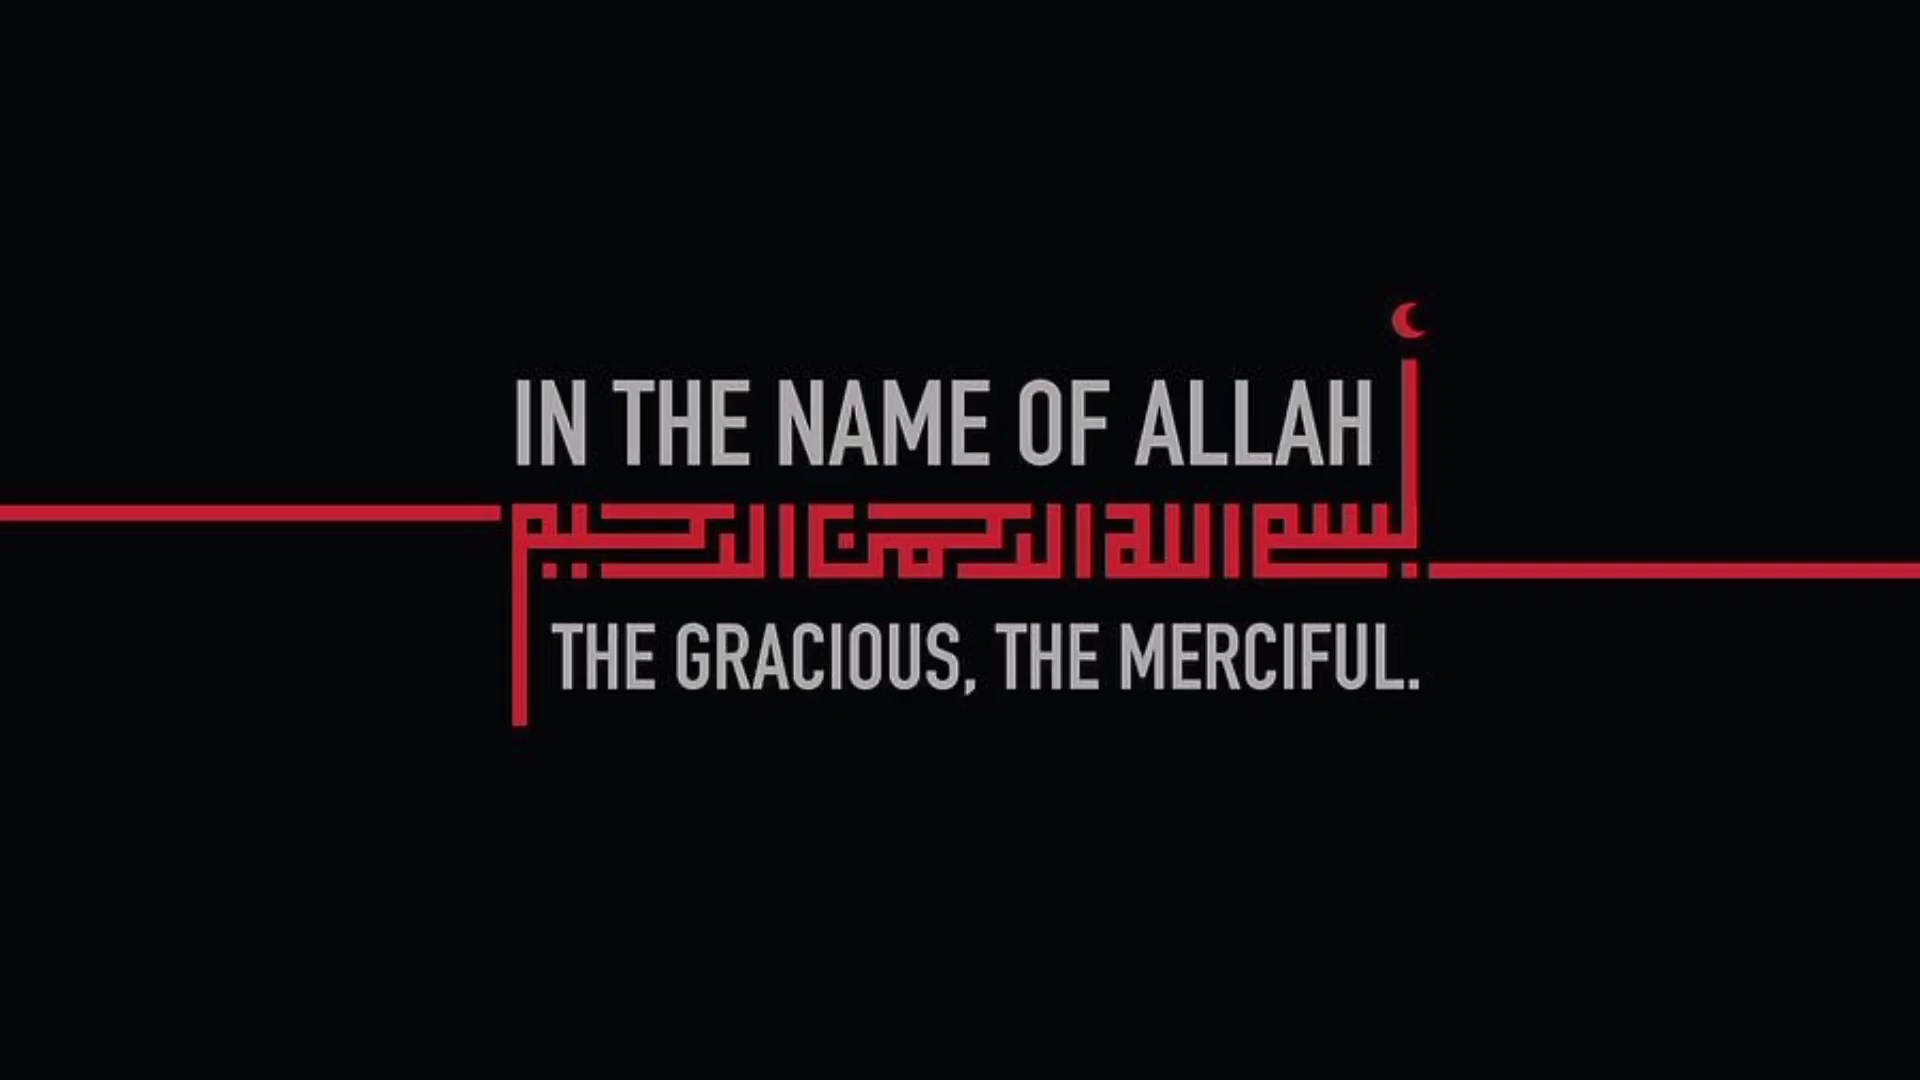 IN THE NAME OF ALLAH
بسم الله الرحمن الرحيم
THE GRACIOUS, THE MERCIFUL.